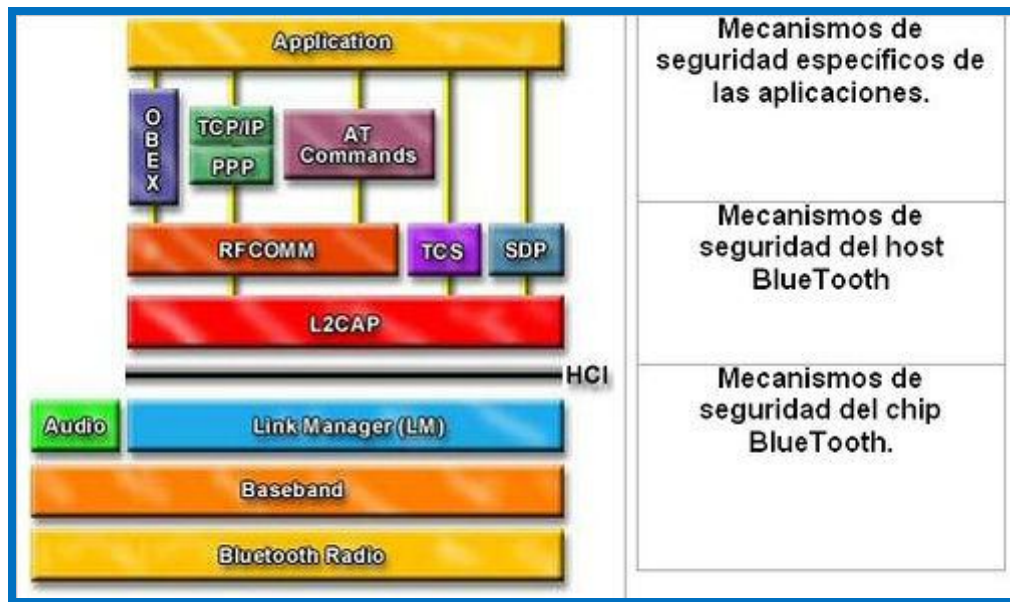 Application
OBEX
TCP/IP
PPP
AT
Commands
RFCOMM
TCS
SDP
L2CAP
HCI
Audio
Link Manager (LM)
Baseband
Bluetooth Radio
Mecanismos de
seguridad específicos de
las aplicaciones.
Mecanismos de
seguridad del host
BlueTooth
Mecanismos de
seguridad del chip
BlueTooth.